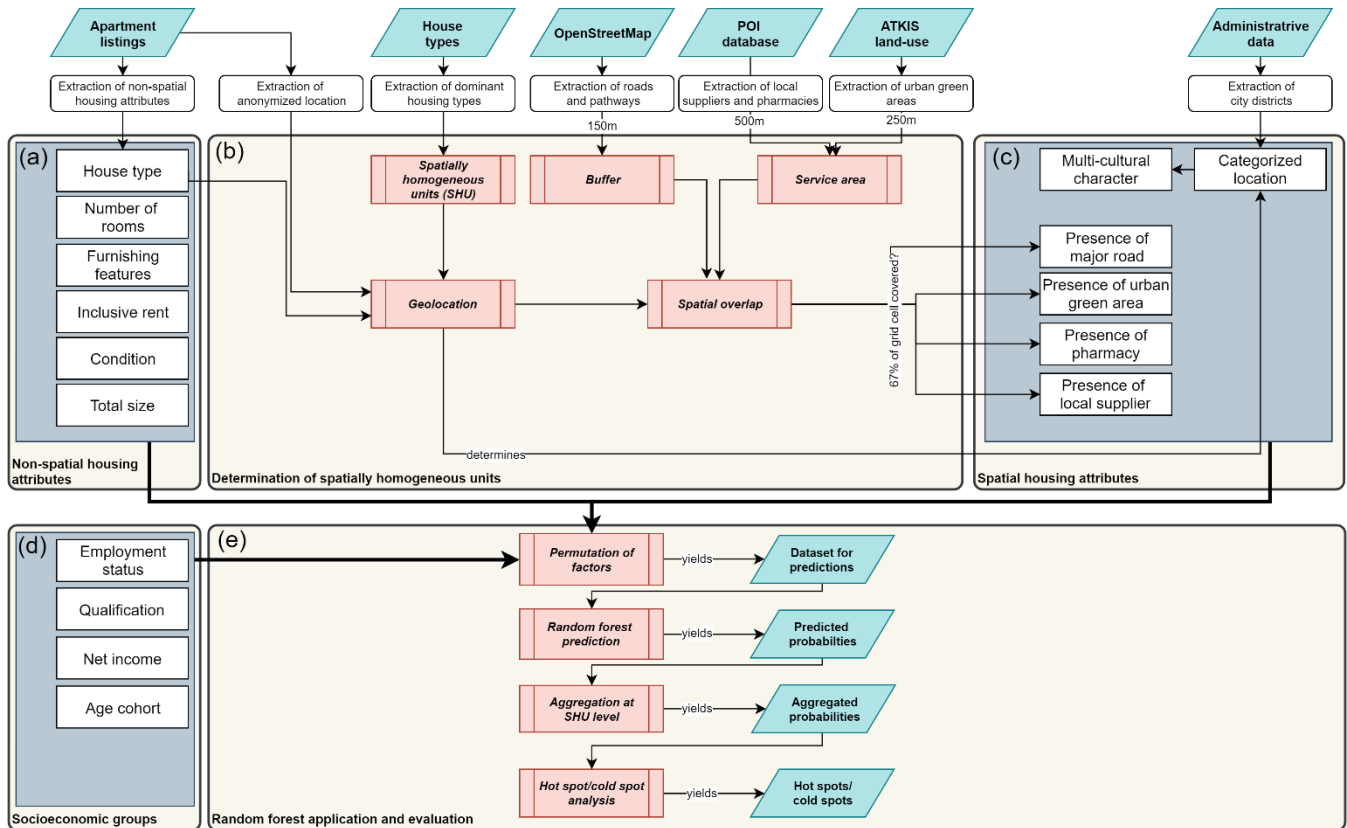 Apartment
listings
House
types
OpenStreetMap
POI
database
ATKIS
land-use
Administratrive
data
Extraction of non-spatial
housing attributes
Extraction of
anonymized location
Extraction of dominant
housing types
Extraction of roads
and pathways
Extraction of local
suppliers and pharmacies
Extraction of urban green
areas
Extraction of
city districts
150m
500m
250m
(a)
House type
Number of
rooms
Furnishing
features
Inclusive rent
Condition
Total size
Non-spatial housing
attributes
(b)
Spatially
homogeneous
units (SHU)
Buffer
Service area
Geolocation
Spatial overlap
67% of grid cell covered?
determines
Determination of spatially homogeneous units
(c)
Multi-cultural
character
Categorized
location
Presence of
major road
Presence of urban
green area
Presence of
pharmacy
Presence of
local supplier
Spatial housing attributes
(d)
Employment
status
Qualification
Net income
Age cohort
Socioeconomic groups
(e)
Permutation of
factors
yields
Dataset for
predictions
Random forest
prediction
yields
Predicted
probabilties
Aggregation at
SHU level
yields
Aggregated
probabilities
Hot spot/cold spot
analysis
yields
Hot spots/
cold spots
Random forest application and evaluation